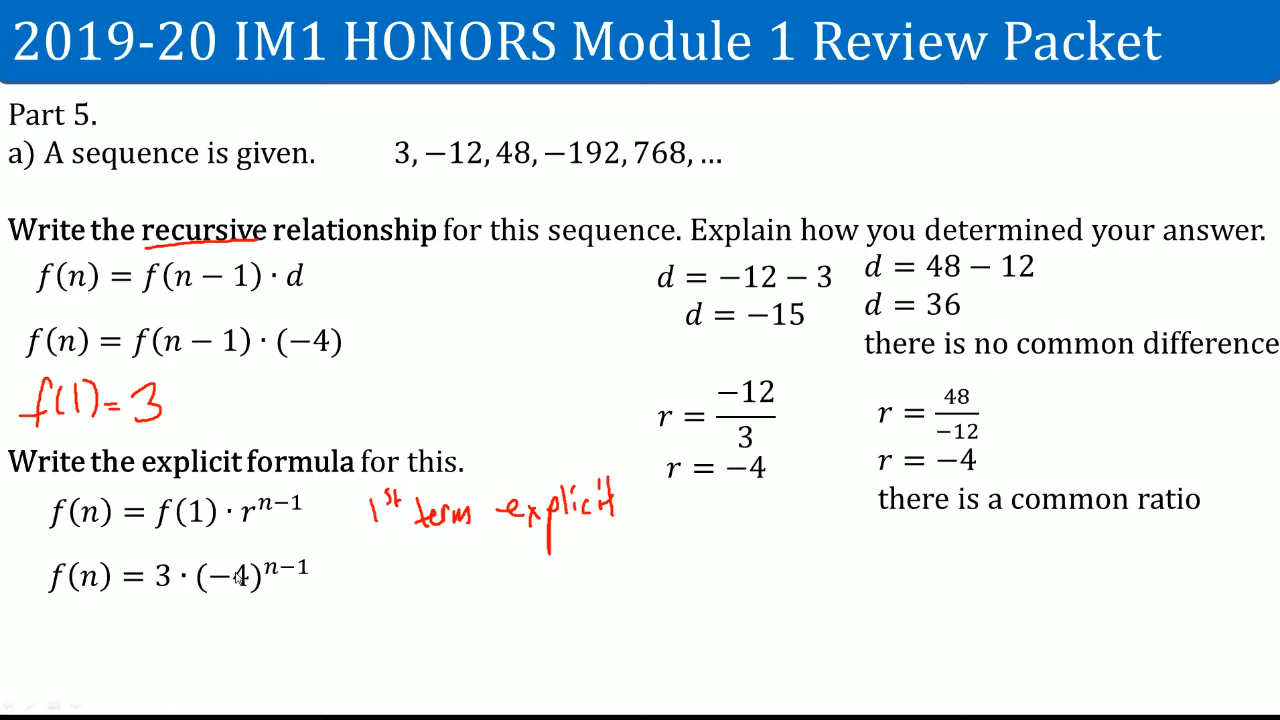 2019-20 IM1 HONORS Module 1 Review Packet
Part 5.
a) A sequence is given. 3, −12, 48, −192, 768, …
Write the recursive relationship for this sequence. Explain how you determined your answer.
f(n) = f(n − 1) · d
f(n) = f(n − 1) · (−4)
f(1) = 3
d = −12 − 3
d = −15
d = 48 − 12
d = 36
there is no common difference
r = −12/3
r = −4
r = 48/−12
r = −4
there is a common ratio
Write the explicit formula for this.
f(n) = f(1) · r^{n−1} 1st term explicit
f(n) = 3 · (−4)^{n−1}